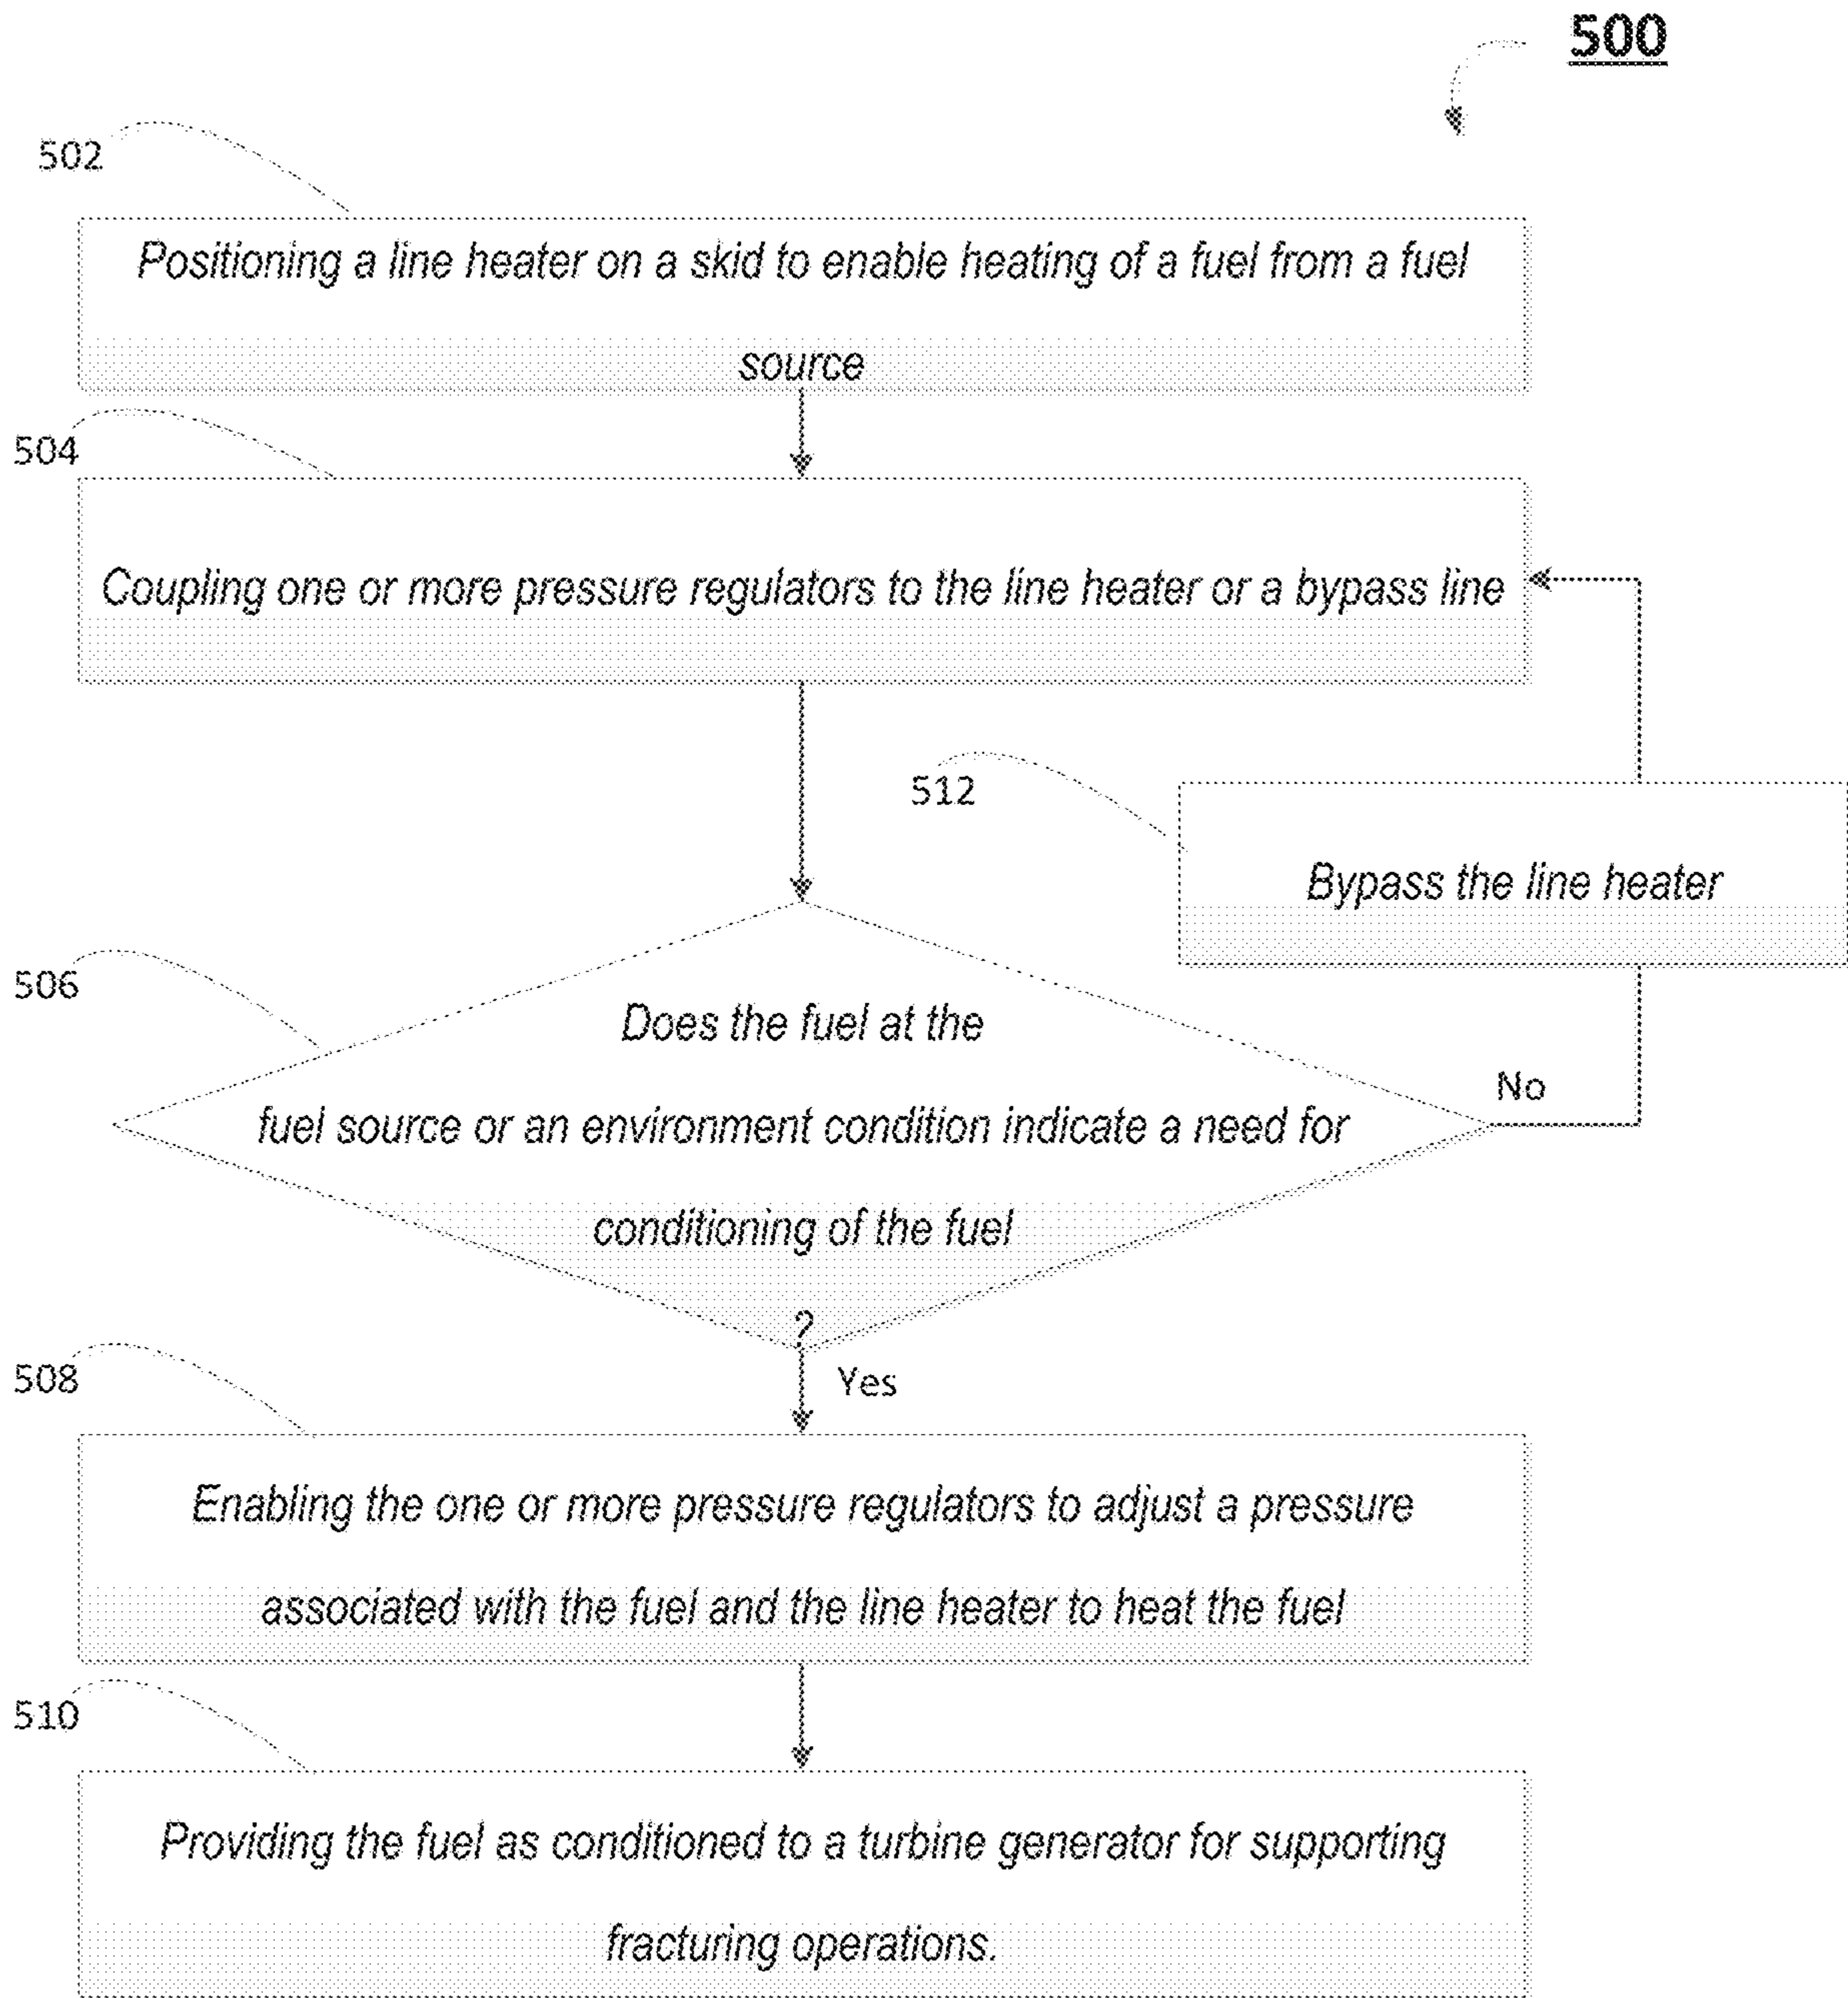 500
502
Positioning a line heater on a skid to enable heating of a fuel from a fuel
source
504
Coupling one or more pressure regulators to the line heater or a bypass line
512
Bypass the line heater
506
Does the fuel at the
fuel source or an environment condition indicate a need for
conditioning of the fuel
?
No
Yes
508
Enabling the one or more pressure regulators to adjust a pressure
associated with the fuel and the line heater to heat the fuel
510
Providing the fuel as conditioned to a turbine generator for supporting
fracturing operations.